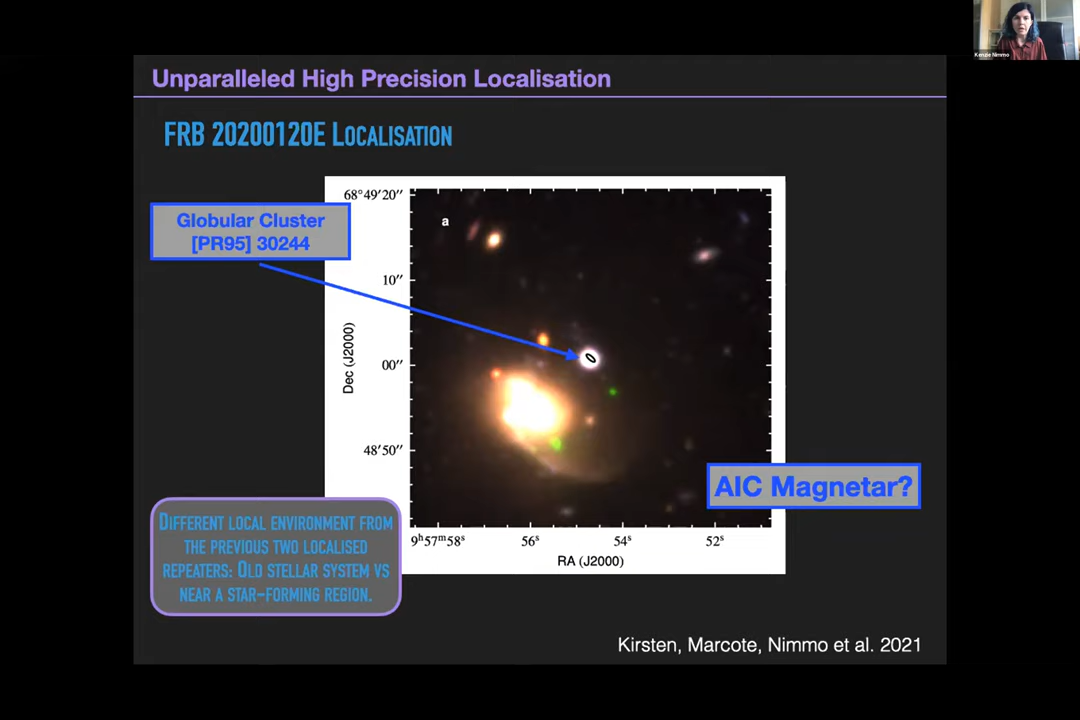 Kenzie Nimmo
Unparalleled High Precision Localisation
FRB 20200120E Localisation
68°49′20″
Globular Cluster
[PR95] 30244
a
10″
Dec (J2000)
00″
48′50″
AIC Magnetar?
Different local environment from
the previous two localised
repeaters: Old stellar system vs
near a star-forming region.
9ʰ57ᵐ58ˢ
56ˢ
54ˢ
52ˢ
RA (J2000)
Kirsten, Marcote, Nimmo et al. 2021